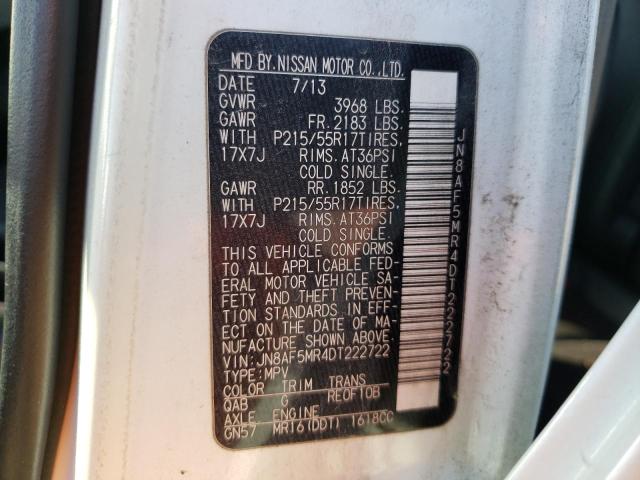 MFD BY.NISSAN MOTOR CO.,LTD.
DATE 7/13
GVWR 3968 LBS.
GAWR FR.2183 LBS.
WITH P215/55R17TIRES,
17X7J RIMS.AT36PSI
COLD SINGLE.
GAWR RR.1852 LBS.
WITH P215/55R17TIRES,
17X7J RIMS.AT36PSI
COLD SINGLE.
THIS VEHICLE CONFORMS
TO ALL APPLICABLE FED-
ERAL MOTOR VEHICLE SA-
FETY AND THEFT PREVEN-
TION STANDARDS IN EFF-
ECT ON THE DATE OF MA-
NUFACTURE SHOWN ABOVE.
VIN:JN8AF5MR4DT222722
TYPE:MPV
COLOR TRIM TRANS
QAB G RE0F10B
AXLE ENGINE
GN57 MR16(DDT) 1618CC
JN8AF5MR4DT222722